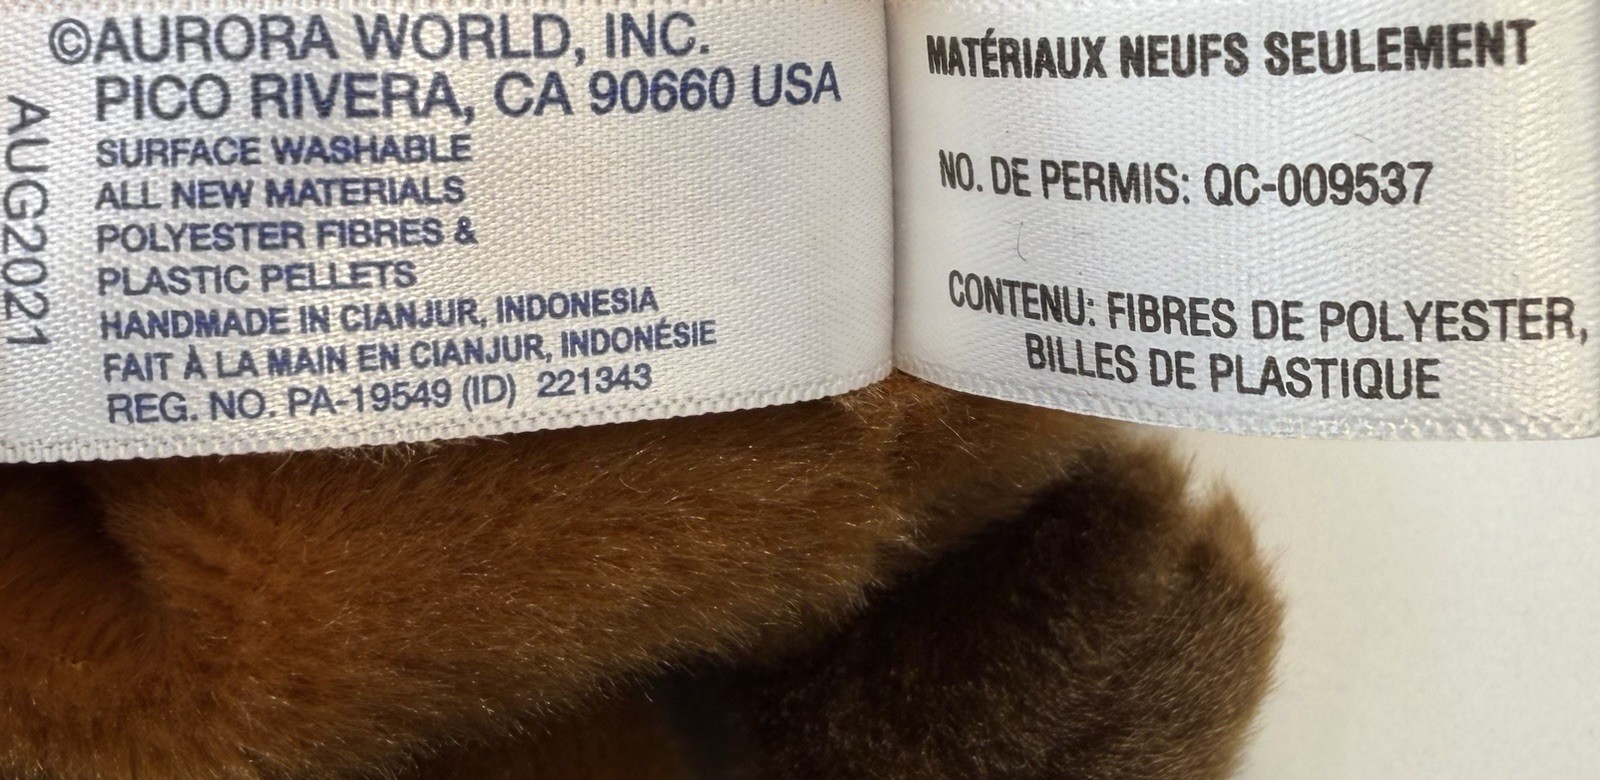 ©AURORA WORLD, INC.
PICO RIVERA, CA 90660 USA
SURFACE WASHABLE
ALL NEW MATERIALS
POLYESTER FIBRES &
PLASTIC PELLETS
HANDMADE IN CIANJUR, INDONESIA
FAIT À LA MAIN EN CIANJUR, INDONÉSIE
REG. NO. PA-19549 (ID) 221343
AUG2021
MATÉRIAUX NEUFS SEULEMENT
NO. DE PERMIS: QC-009537
CONTENU: FIBRES DE POLYESTER,
BILLES DE PLASTIQUE